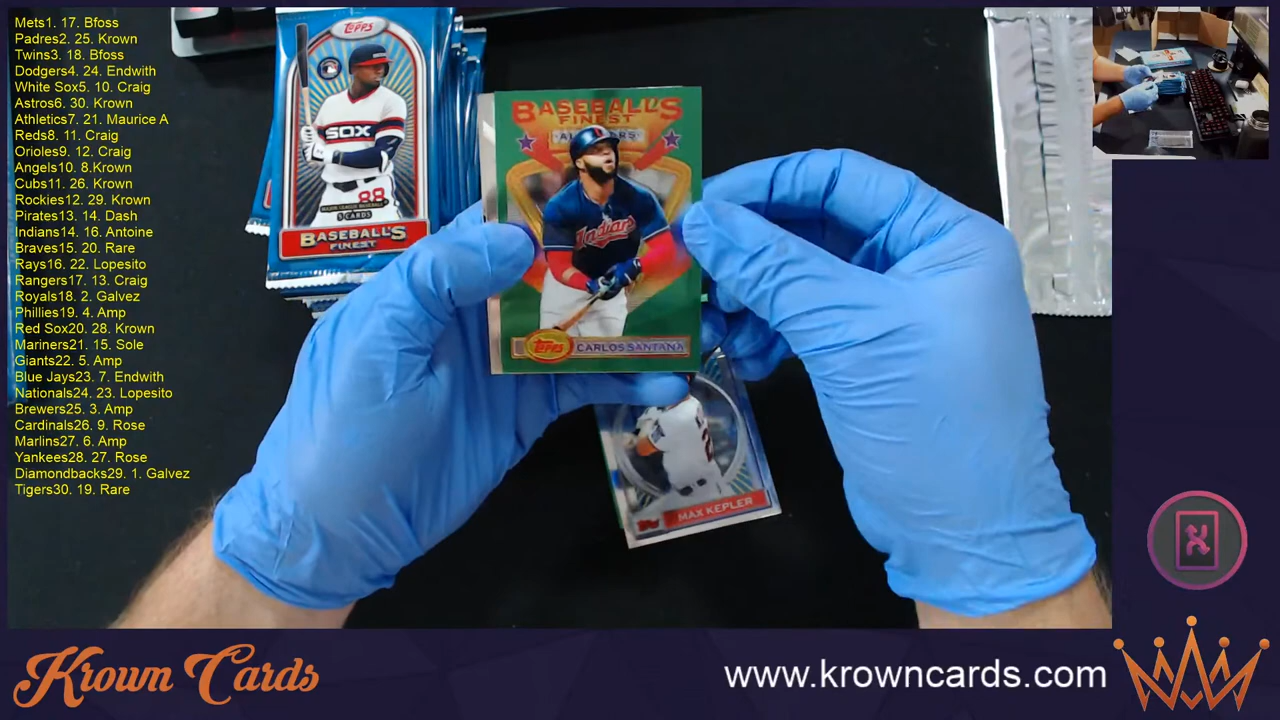 Mets1. 17. Bfoss
Padres2. 25. Krown
Twins3. 18. Bfoss
Dodgers4. 24. Endwith
White Sox5. 10. Craig
Astros6. 30. Krown
Athletics7. 21. Maurice A
Reds8. 11. Craig
Orioles9. 12. Craig
Angels10. 8.Krown
Cubs11. 26. Krown
Rockies12. 29. Krown
Pirates13. 14. Dash
Indians14. 16. Antoine
Braves15. 20. Rare
Rays16. 22. Lopesito
Rangers17. 13. Craig
Royals18. 2. Galvez
Phillies19. 4. Amp
Red Sox20. 28. Krown
Mariners21. 15. Sole
Giants22. 5. Amp
Blue Jays23. 7. Endwith
Nationals24. 23. Lopesito
Brewers25. 3. Amp
Cardinals26. 9. Rose
Marlins27. 6. Amp
Yankees28. 27. Rose
Diamondbacks29. 1. Galvez
Tigers30. 19. Rare
Topps
SOX
88
5 CARDS
BASEBALL'S
FINEST
BASEBALL'S
FINEST
Indians
Topps
CARLOS SANTANA
MAX KEPLER
Krown Cards
www.krowncards.com